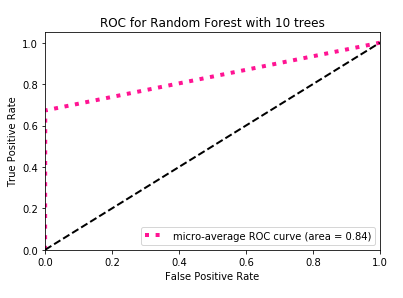 ROC for Random Forest with 10 trees
1.0
0.8
0.6
0.4
0.2
0.0
True Positive Rate
micro-average ROC curve (area = 0.84)
0.0 0.2 0.4 0.6 0.8 1.0
False Positive Rate